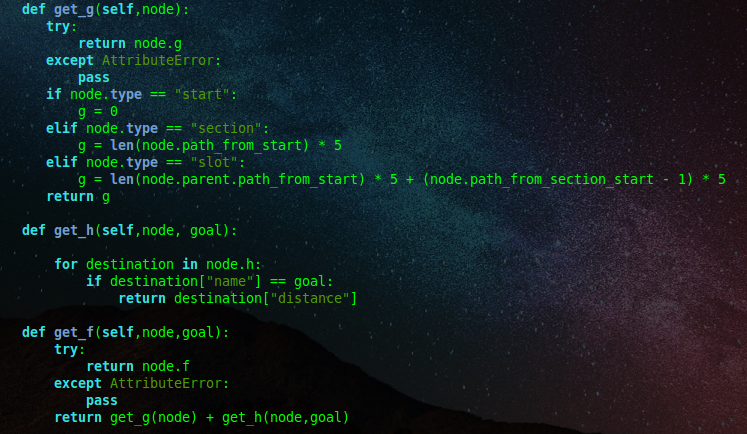 def get_g(self,node):
   try:
       return node.g
   except AttributeError:
       pass
   if node.type == "start":
       g = 0
   elif node.type == "section":
       g = len(node.path_from_start) * 5
   elif node.type == "slot":
       g = len(node.parent.path_from_start) * 5 + (node.path_from_section_start - 1) * 5
   return g

def get_h(self,node, goal):

    for destination in node.h:
        if destination["name"] == goal:
            return destination["distance"]

def get_f(self,node,goal):
    try:
        return node.f
    except AttributeError:
        pass
    return get_g(node) + get_h(node,goal)